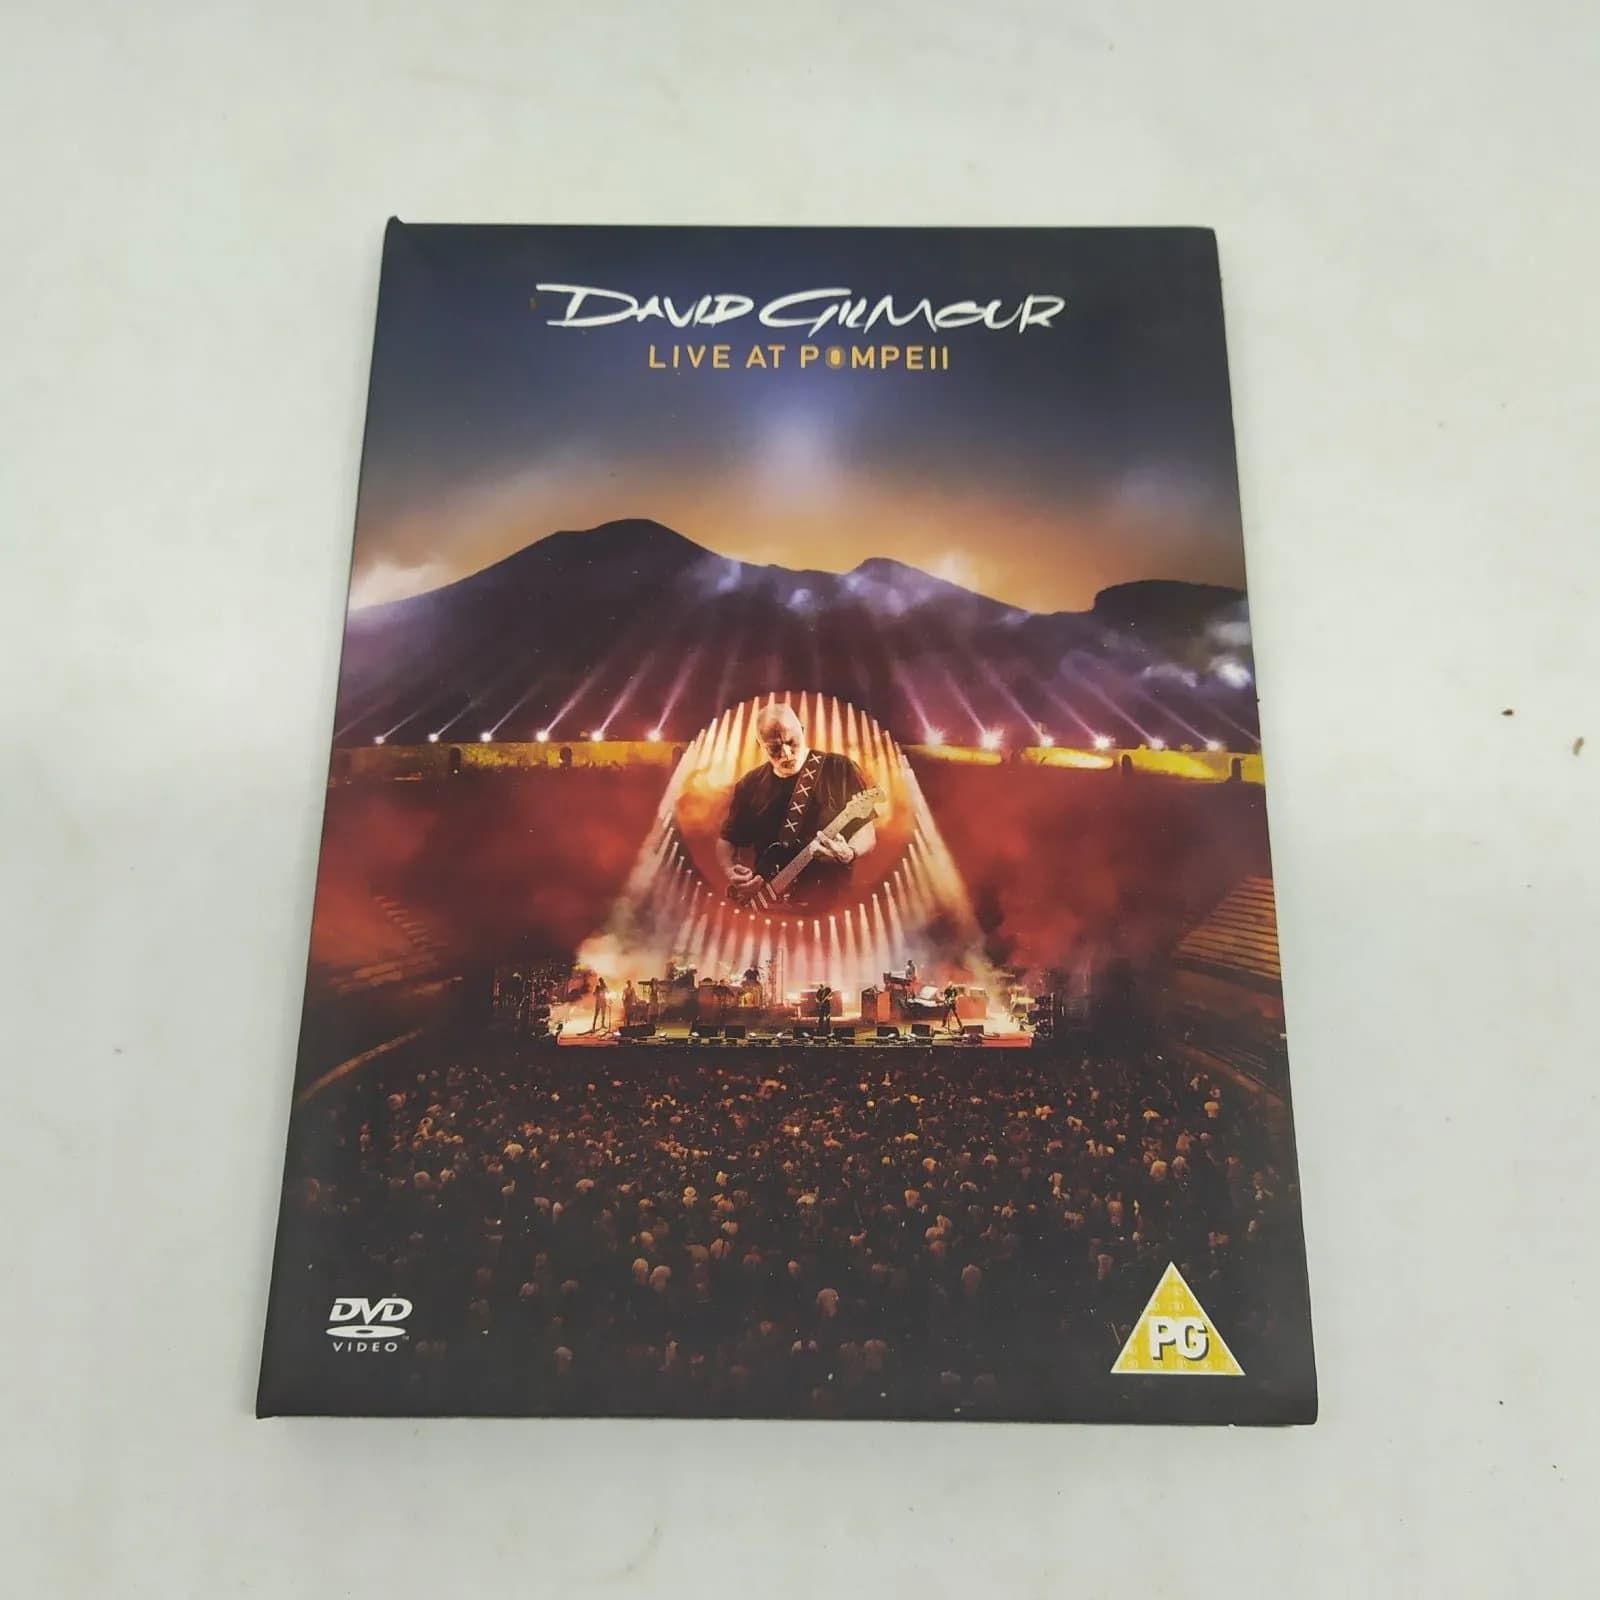 DAVID GILMOUR
LIVE AT POMPEII
DVD
VIDEO
PG